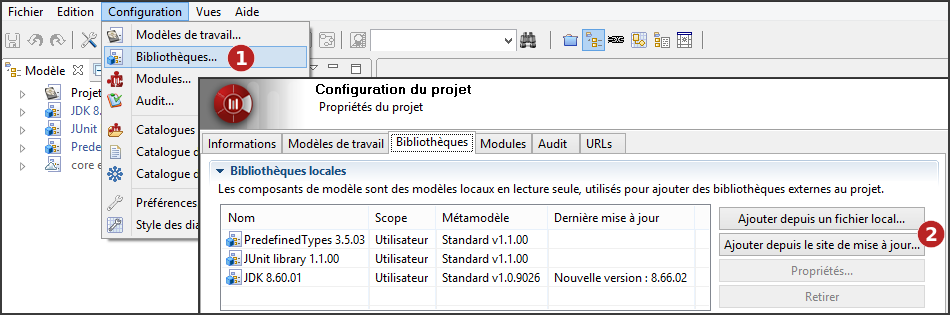 Fichier Edition Configuration Vues Aide
Modèles de travail...
Bibliothèques... 1
Modules...
Audit...
Catalogues
Catalogue d
Catalogue d
Préférences
Style des dia
Modèle
Projet
JDK 8.
JUnit
Prede
core e
Configuration du projet
Propriétés du projet
Informations Modèles de travail Bibliothèques Modules Audit URLs
Bibliothèques locales
Les composants de modèle sont des modèles locaux en lecture seule, utilisés pour ajouter des bibliothèques externes au projet.
Nom Scope Métamodèle Dernière mise à jour
PredefinedTypes 3.5.03 Utilisateur Standard v1.1.00
JUnit library 1.1.00 Utilisateur Standard v1.1.00
JDK 8.60.01 Utilisateur Standard v1.0.9026 Nouvelle version : 8.66.02
Ajouter depuis un fichier local...
Ajouter depuis le site de mise à jour... 2
Propriétés...
Retirer